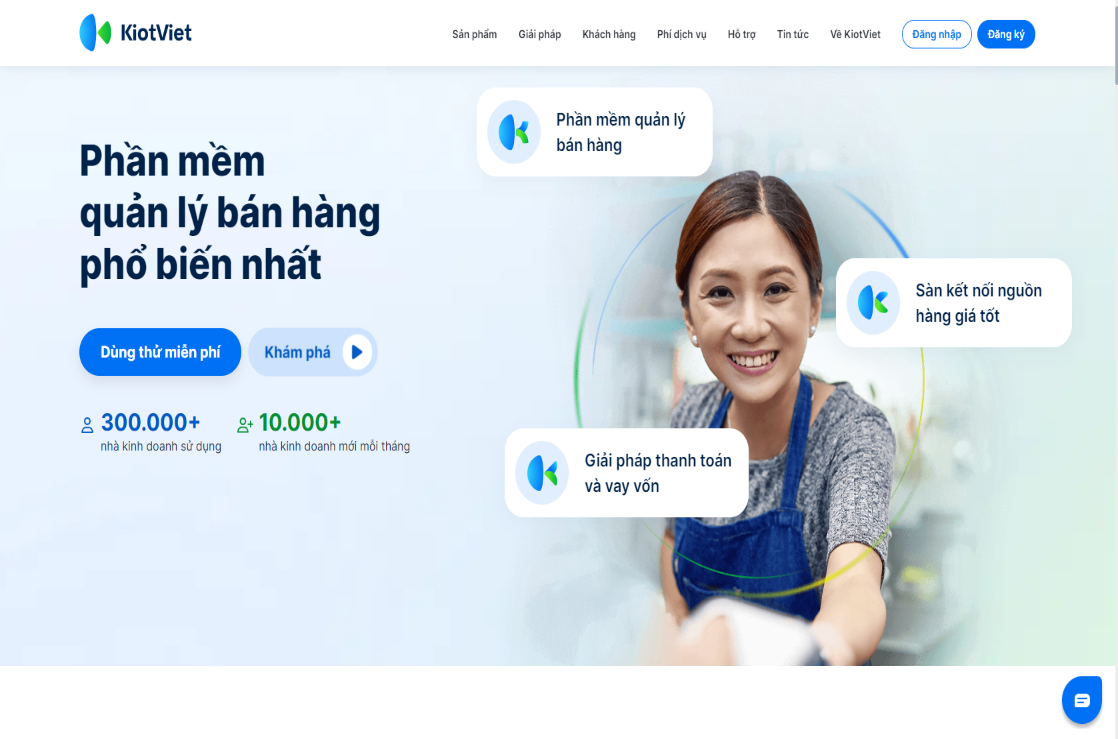 KiotViet
Sản phẩm
Giải pháp
Khách hàng
Phí dịch vụ
Hỗ trợ
Tin tức
Về KiotViet
Đăng nhập
Đăng ký
Phần mềm
quản lý bán hàng
phổ biến nhất
Dùng thử miễn phí
Khám phá
300.000+
nhà kinh doanh sử dụng
10.000+
nhà kinh doanh mới mỗi tháng
Phần mềm quản lý
bán hàng
Sàn kết nối nguồn
hàng giá tốt
Giải pháp thanh toán
và vay vốn